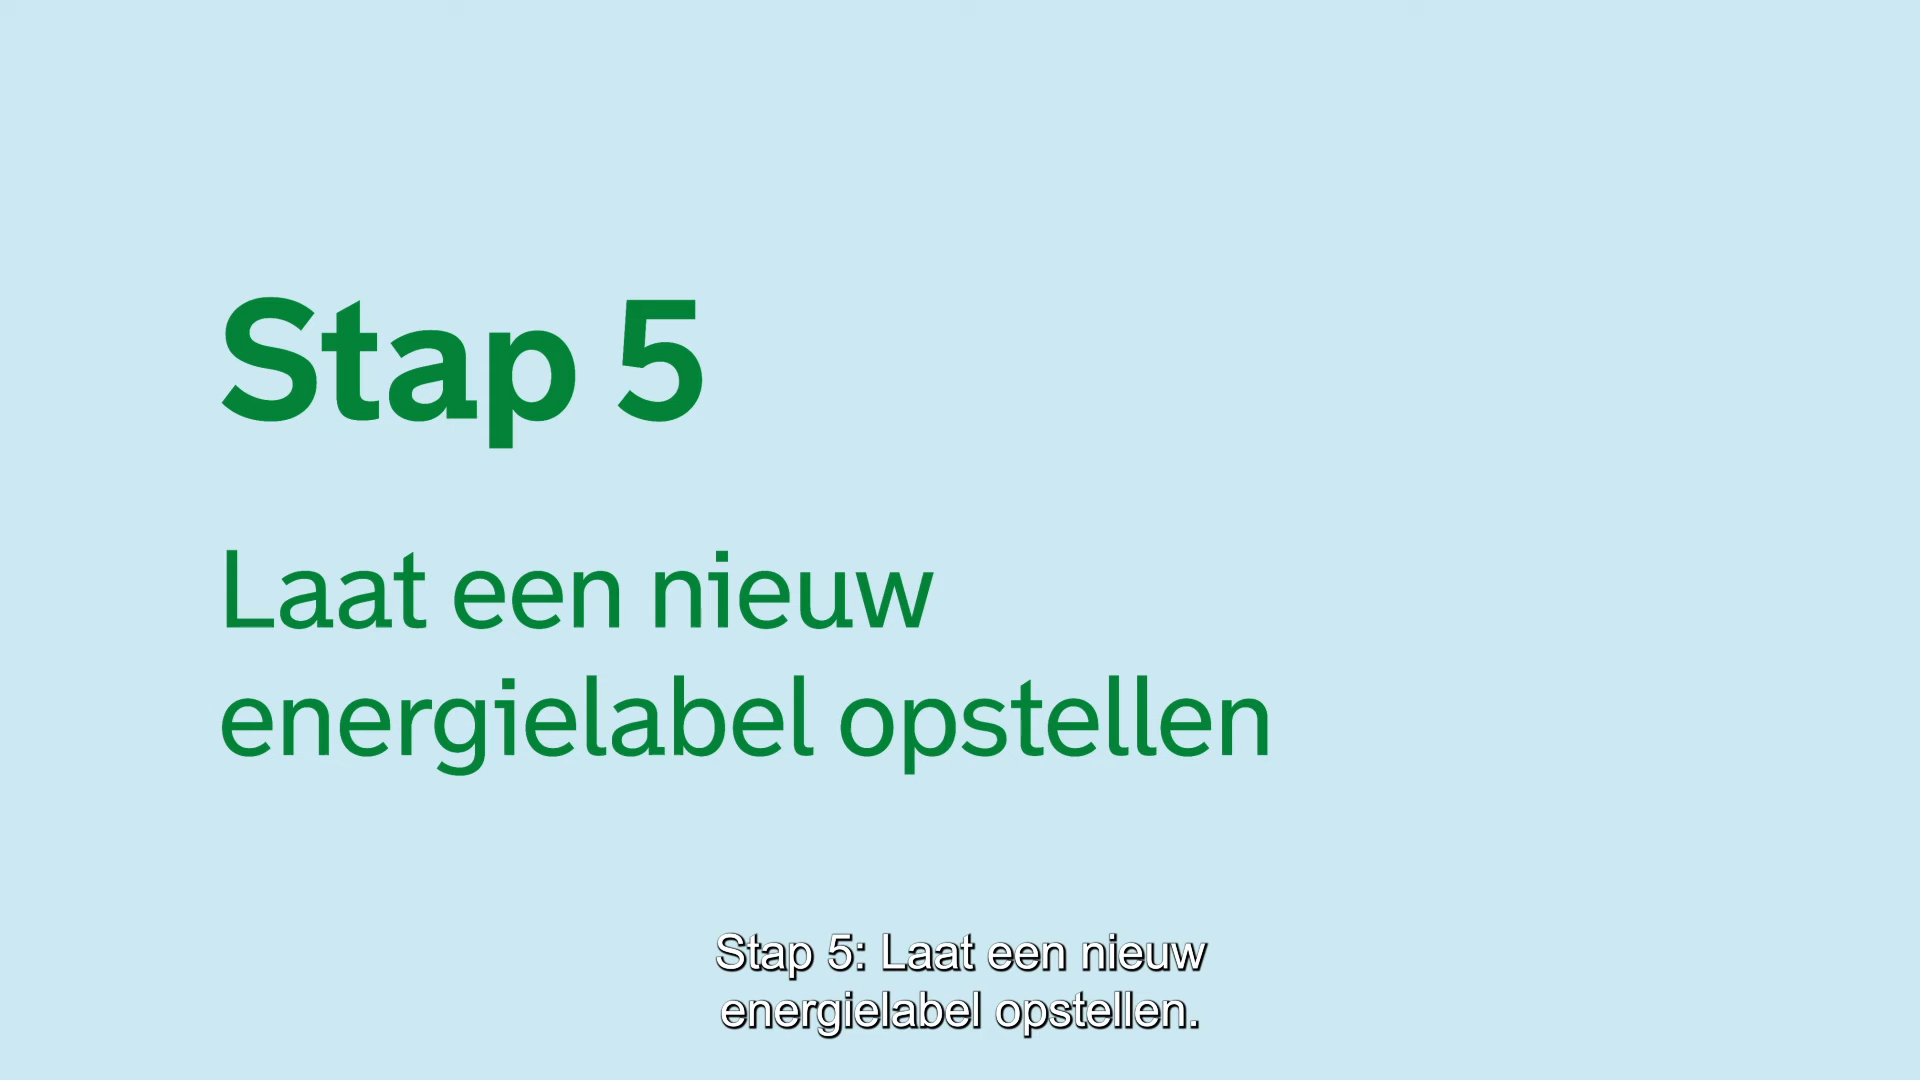 Stap 5
Laat een nieuw
energielabel opstellen
Stap 5: Laat een nieuw
energielabel opstellen.